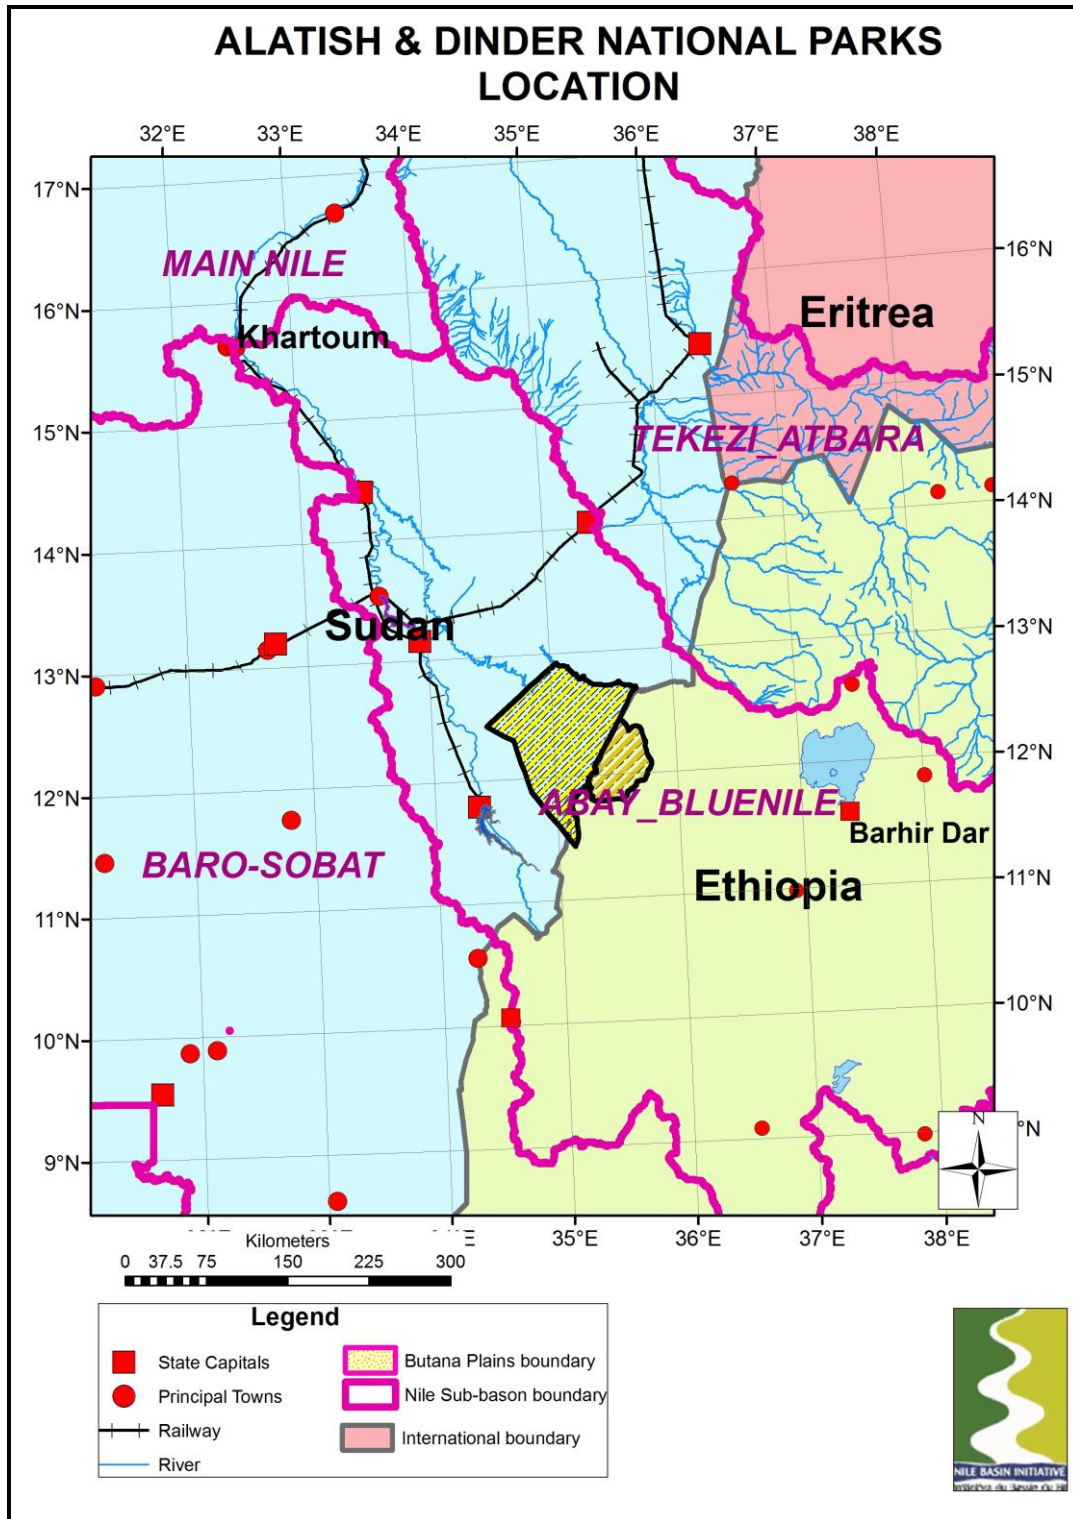 ALATISH & DINDER NATIONAL PARKS
LOCATION
32°E 33°E 34°E 35°E 36°E 37°E 38°E
17°N
16°N
MAIN NILE
16°N
Eritrea
Khartoum
15°N
15°N
TEKEZI_ATBARA
14°N
14°N
Sudan
13°N
13°N
12°N
12°N
ABAY_BLUENILE
Barhir Dar
BARO-SOBAT
11°N
Ethiopia
11°N
10°N
10°N
N
°N
9°N
35°E 36°E 37°E 38°E
Kilometers
0 37.5 75 150 225 300
Legend
State Capitals
Butana Plains boundary
Principal Towns
Nile Sub-bason boundary
Railway
International boundary
River
NILE BASIN INITIATIVE